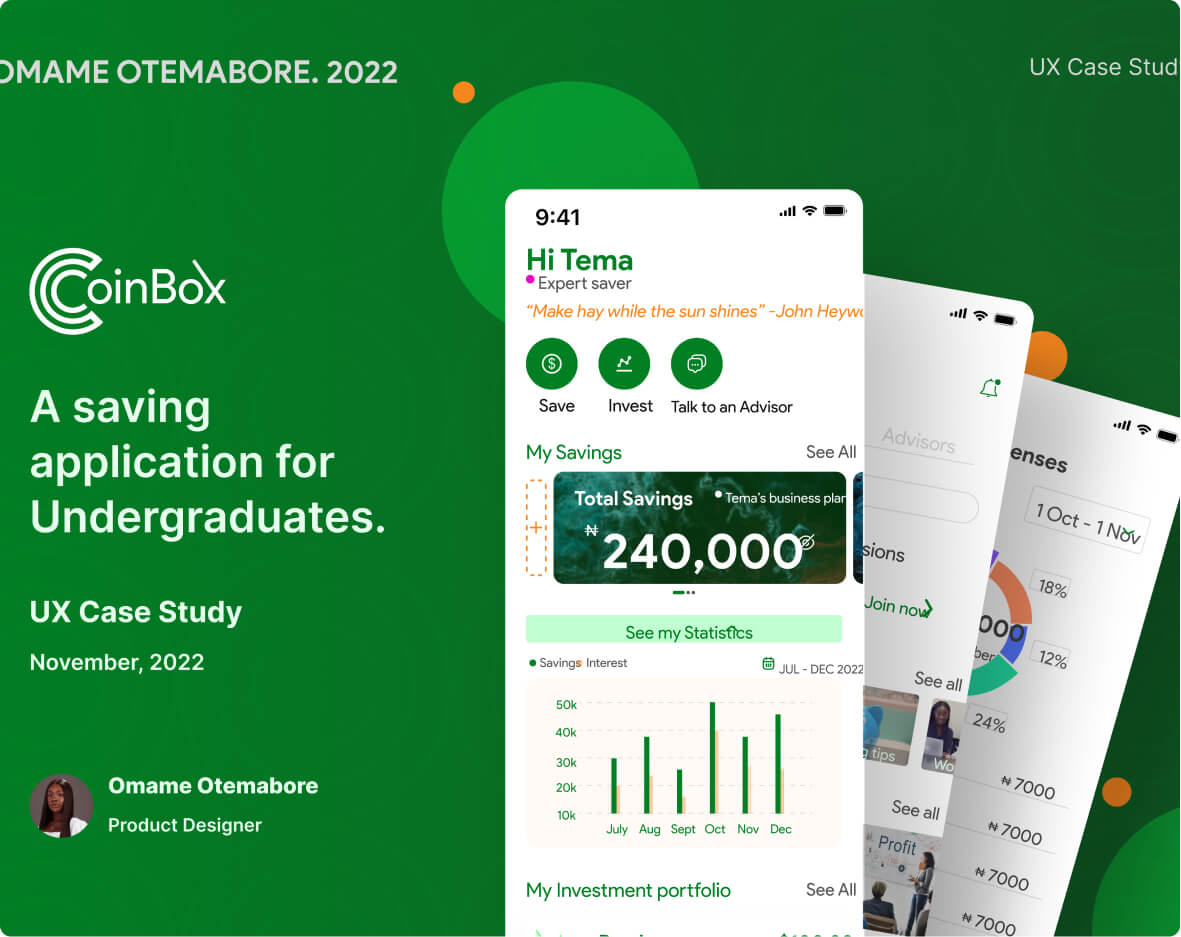 OMAME OTEMABORE. 2022
UX Case Stud
CoinBox
A saving
application for
Undergraduates.
UX Case Study
November, 2022
Omame Otemabore
Product Designer
9:41
Hi Tema
Expert saver
“Make hay while the sun shines” -John Heywo
Save
Invest
Talk to an Advisor
My Savings
See All
+
Total Savings
Tema’s business plan
₦ 240,000
See my Statistics
Savings
Interest
JUL - DEC 2022
50k
40k
30k
20k
10k
July Aug Sept Oct Nov Dec
My Investment portfolio
See All
Advisors
sions
Join now
See all
g tips
Wo
See all
Profit
enses
1 Oct - 1 Nov
18%
000
ber
12%
24%
₦ 7000
₦ 7000
₦ 7000
₦ 7000